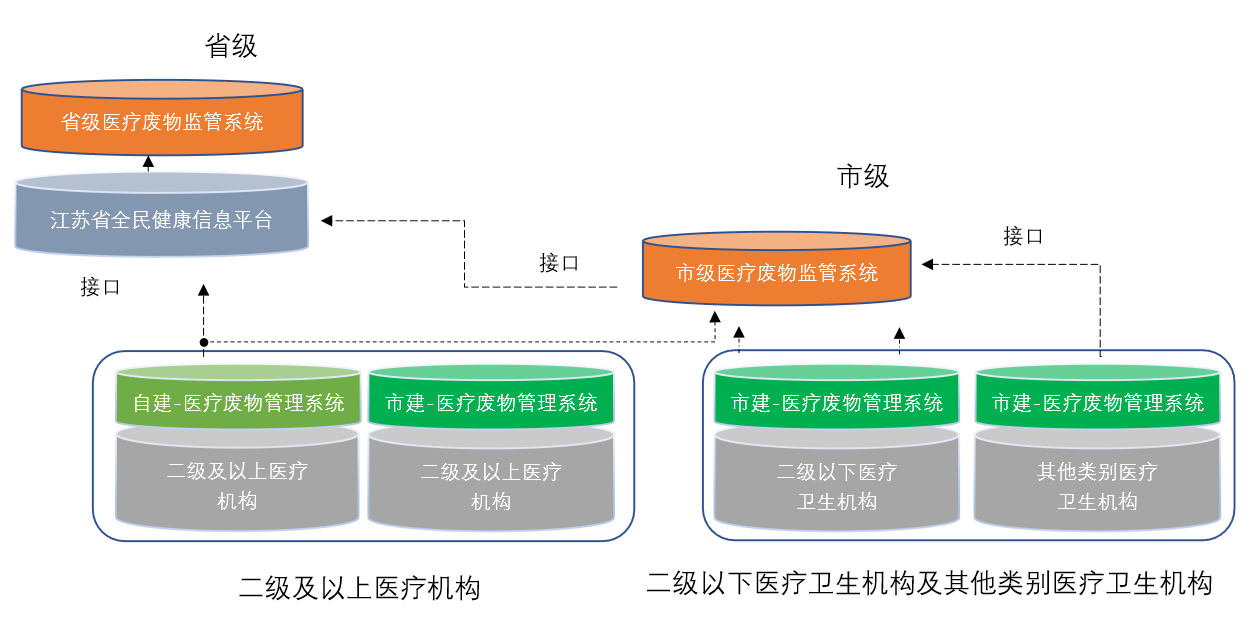 省级
省级医疗废物监管系统
江苏省全民健康信息平台
接口
市级
市级医疗废物监管系统
接口
接口
自建-医疗废物管理系统
市建-医疗废物管理系统
市建-医疗废物管理系统
市建-医疗废物管理系统
二级及以上医疗
机构
二级及以上医疗
机构
二级以下医疗
卫生机构
其他类别医疗
卫生机构
二级及以上医疗机构
二级以下医疗卫生机构及其他类别医疗卫生机构